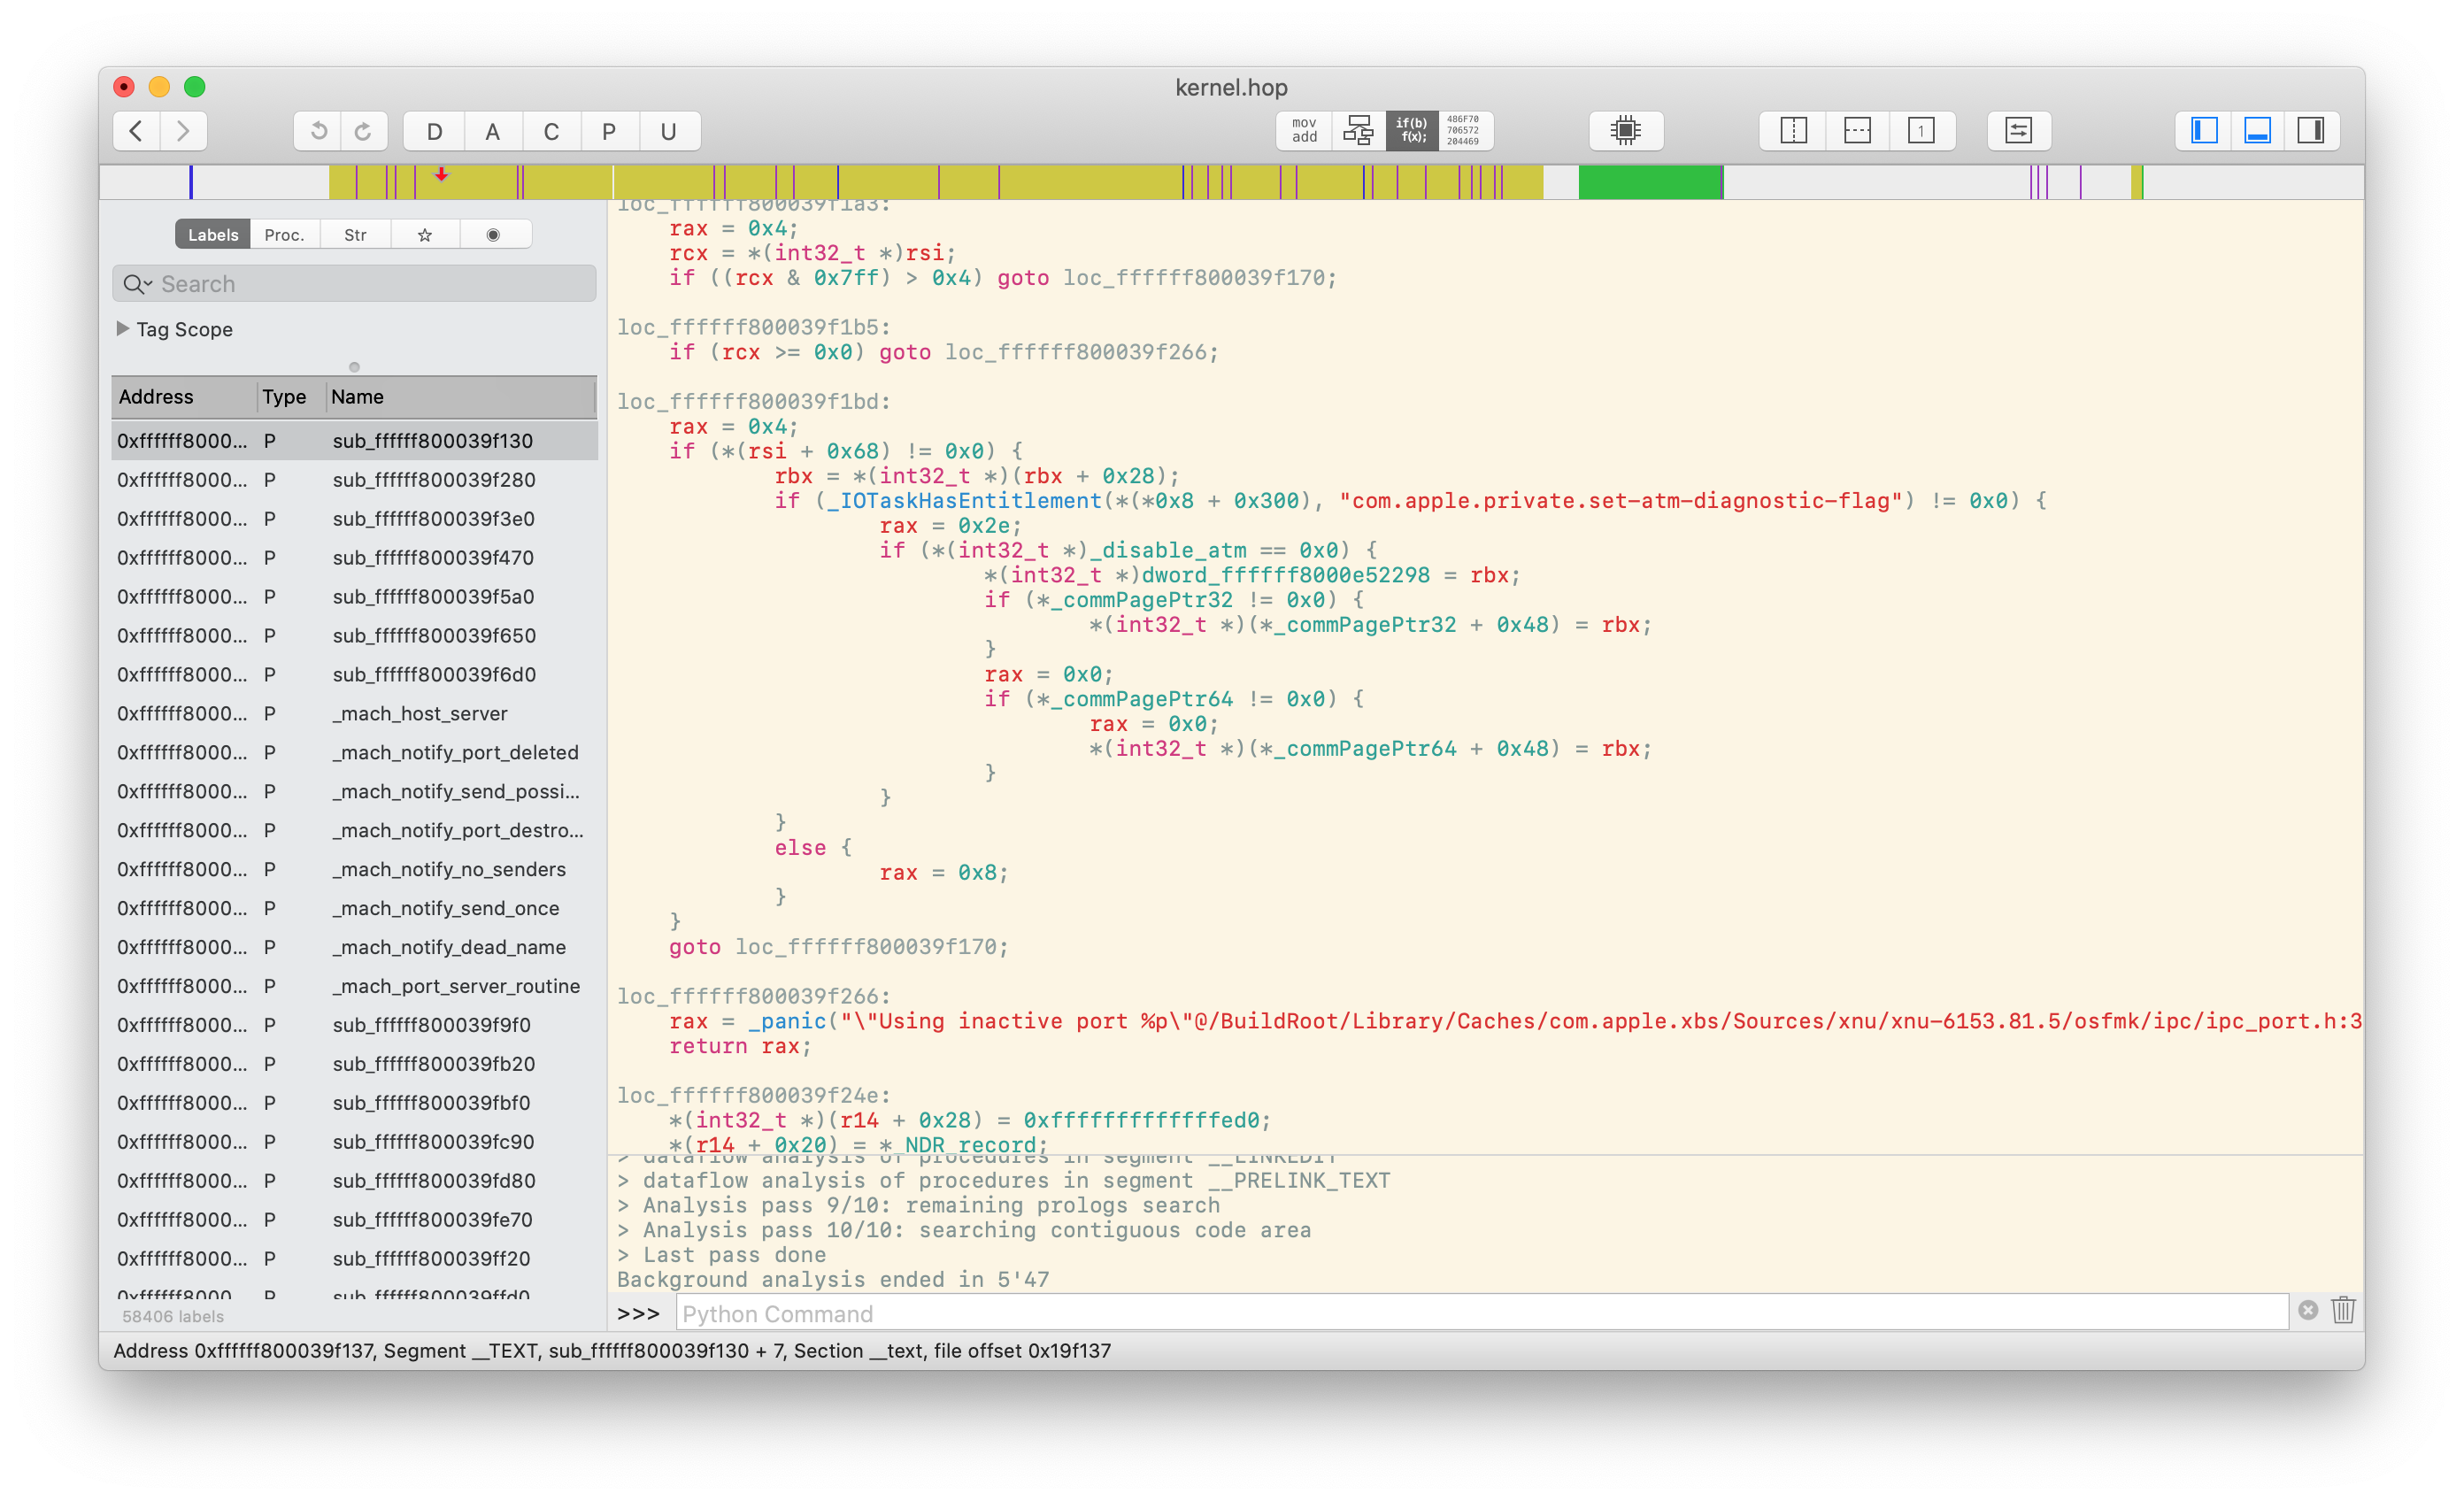 kernel.hop
D A C P U
mov add
if(b) f(x);
486F70 706572 204469
1
Labels Proc. Str
Search
Tag Scope
Address Type Name
0xffffff8000... P sub_ffffff800039f130
0xffffff8000... P sub_ffffff800039f280
0xffffff8000... P sub_ffffff800039f3e0
0xffffff8000... P sub_ffffff800039f470
0xffffff8000... P sub_ffffff800039f5a0
0xffffff8000... P sub_ffffff800039f650
0xffffff8000... P sub_ffffff800039f6d0
0xffffff8000... P _mach_host_server
0xffffff8000... P _mach_notify_port_deleted
0xffffff8000... P _mach_notify_send_possi...
0xffffff8000... P _mach_notify_port_destro...
0xffffff8000... P _mach_notify_no_senders
0xffffff8000... P _mach_notify_send_once
0xffffff8000... P _mach_notify_dead_name
0xffffff8000... P _mach_port_server_routine
0xffffff8000... P sub_ffffff800039f9f0
0xffffff8000... P sub_ffffff800039fb20
0xffffff8000... P sub_ffffff800039fbf0
0xffffff8000... P sub_ffffff800039fc90
0xffffff8000... P sub_ffffff800039fd80
0xffffff8000... P sub_ffffff800039fe70
0xffffff8000... P sub_ffffff800039ff20
0xffffff8000... P sub_ffffff800039ffd0
58406 labels
loc_ffffff800039f1a3:
rax = 0x4;
rcx = *(int32_t *)rsi;
if ((rcx & 0x7ff) > 0x4) goto loc_ffffff800039f170;
loc_ffffff800039f1b5:
if (rcx >= 0x0) goto loc_ffffff800039f266;
loc_ffffff800039f1bd:
rax = 0x4;
if (*(rsi + 0x68) != 0x0) {
rbx = *(int32_t *)(rbx + 0x28);
if (_IOTaskHasEntitlement(*(*0x8 + 0x300), "com.apple.private.set-atm-diagnostic-flag") != 0x0) {
rax = 0x2e;
if (*(int32_t *)_disable_atm == 0x0) {
*(int32_t *)dword_ffffff8000e52298 = rbx;
if (*_commPagePtr32 != 0x0) {
*(int32_t *)(*_commPagePtr32 + 0x48) = rbx;
}
rax = 0x0;
if (*_commPagePtr64 != 0x0) {
rax = 0x0;
*(int32_t *)(*_commPagePtr64 + 0x48) = rbx;
}
}
}
else {
rax = 0x8;
}
}
goto loc_ffffff800039f170;
loc_ffffff800039f266:
rax = _panic("\"Using inactive port %p\"@/BuildRoot/Library/Caches/com.apple.xbs/Sources/xnu/xnu-6153.81.5/osfmk/ipc/ipc_port.h:3
return rax;
loc_ffffff800039f24e:
*(int32_t *)(r14 + 0x28) = 0xfffffffffffffed0;
*(r14 + 0x20) = *_NDR_record;
> dataflow analysis of procedures in segment __LINKEDIT
> dataflow analysis of procedures in segment __PRELINK_TEXT
> Analysis pass 9/10: remaining prologs search
> Analysis pass 10/10: searching contiguous code area
> Last pass done
Background analysis ended in 5'47
>>> Python Command
Address 0xffffff800039f137, Segment __TEXT, sub_ffffff800039f130 + 7, Section __text, file offset 0x19f137